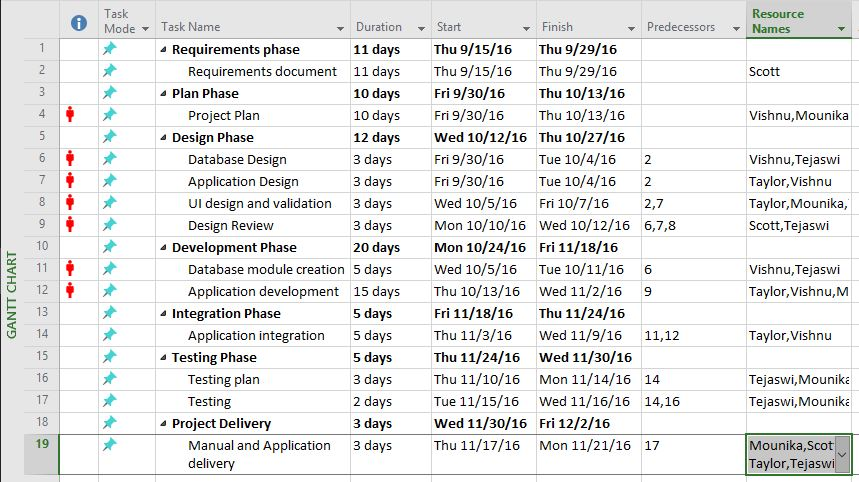 Task Mode Task Name Duration Start Finish Predecessors Resource Names
1 Requirements phase 11 days Thu 9/15/16 Thu 9/29/16
2 Requirements document 11 days Thu 9/15/16 Thu 9/29/16 Scott
3 Plan Phase 10 days Fri 9/30/16 Thu 10/13/16
4 Project Plan 10 days Fri 9/30/16 Thu 10/13/16 Vishnu,Mounika
5 Design Phase 12 days Wed 10/12/16 Thu 10/27/16
6 Database Design 3 days Fri 9/30/16 Tue 10/4/16 2 Vishnu,Tejaswi
7 Application Design 3 days Fri 9/30/16 Tue 10/4/16 2 Taylor,Vishnu
8 UI design and validation 3 days Wed 10/5/16 Fri 10/7/16 2,7 Taylor,Mounika,
9 Design Review 3 days Mon 10/10/16 Wed 10/12/16 6,7,8 Scott,Tejaswi
10 Development Phase 20 days Mon 10/24/16 Fri 11/18/16
11 Database module creation 5 days Wed 10/5/16 Tue 10/11/16 6 Vishnu,Tejaswi
12 Application development 15 days Thu 10/13/16 Wed 11/2/16 9 Taylor,Vishnu,M
13 Integration Phase 5 days Fri 11/18/16 Thu 11/24/16
14 Application integration 5 days Thu 11/3/16 Wed 11/9/16 11,12 Taylor,Vishnu
15 Testing Phase 5 days Thu 11/24/16 Wed 11/30/16
16 Testing plan 3 days Thu 11/10/16 Mon 11/14/16 14 Tejaswi,Mounika
17 Testing 2 days Tue 11/15/16 Wed 11/16/16 14,16 Tejaswi,Mounika
18 Project Delivery 3 days Wed 11/30/16 Fri 12/2/16
19 Manual and Application 3 days Thu 11/17/16 Mon 11/21/16 17 Mounika,Scot
delivery Taylor,Tejaswi
GANTT CHART